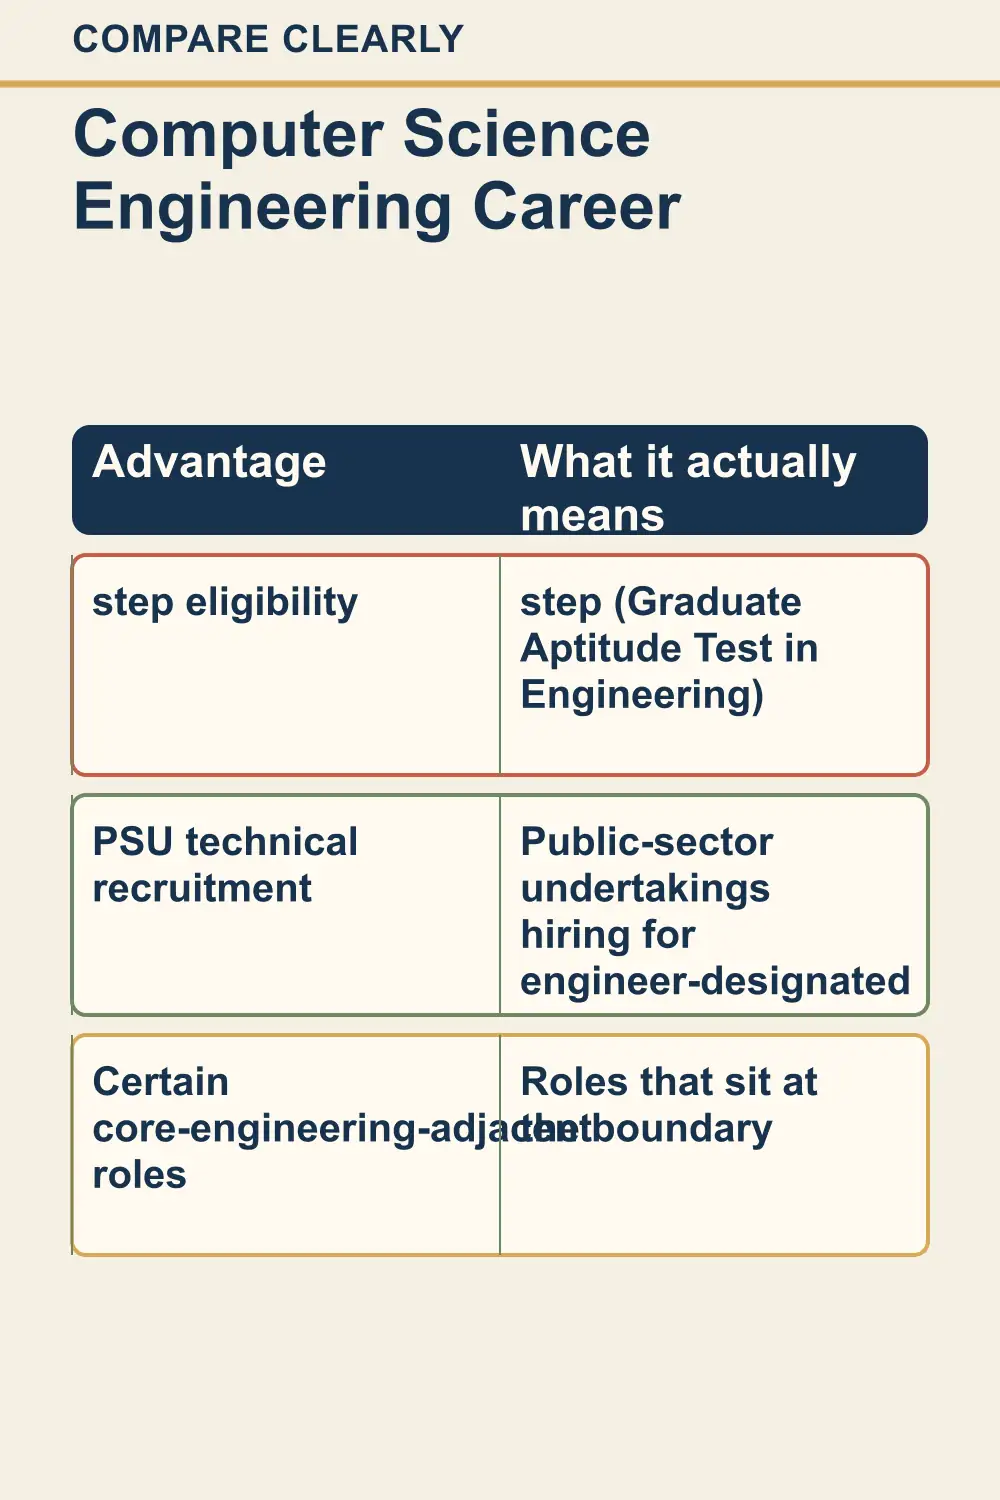 COMPARE CLEARLY
Computer Science
Engineering Career
Advantage
What it actually
means
step eligibility
step (Graduate
Aptitude Test in
Engineering)
PSU technical
recruitment
Public-sector
undertakings
hiring for
engineer-designated
Certain
core-engineering-adjacent
roles
Roles that sit at
the boundary